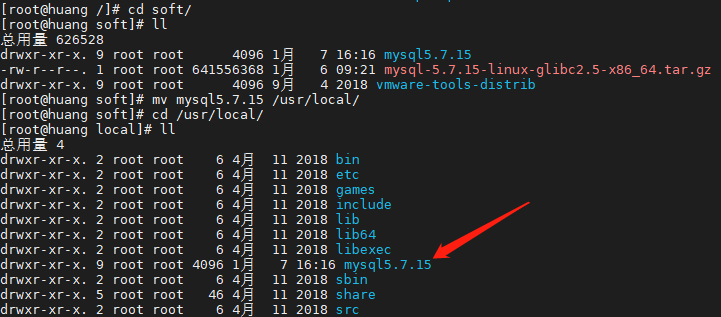 [root@huang /]# cd soft/
[root@huang soft]# ll
总用量 626528
drwxr-xr-x. 9 root root      4096 1月   7 16:16 mysql5.7.15
-rw-r--r--. 1 root root 641556368 1月   6 09:21 mysql-5.7.15-linux-glibc2.5-x86_64.tar.gz
drwxr-xr-x. 9 root root      4096 9月   4 2018 vmware-tools-distrib
[root@huang soft]# mv mysql5.7.15 /usr/local/
[root@huang soft]# cd /usr/local/
[root@huang local]# ll
总用量 4
drwxr-xr-x. 2 root root    6 4月  11 2018 bin
drwxr-xr-x. 2 root root    6 4月  11 2018 etc
drwxr-xr-x. 2 root root    6 4月  11 2018 games
drwxr-xr-x. 2 root root    6 4月  11 2018 include
drwxr-xr-x. 2 root root    6 4月  11 2018 lib
drwxr-xr-x. 2 root root    6 4月  11 2018 lib64
drwxr-xr-x. 2 root root    6 4月  11 2018 libexec
drwxr-xr-x. 9 root root 4096 1月   7 16:16 mysql5.7.15
drwxr-xr-x. 2 root root    6 4月  11 2018 sbin
drwxr-xr-x. 5 root root   46 4月  11 2018 share
drwxr-xr-x. 2 root root    6 4月  11 2018 src